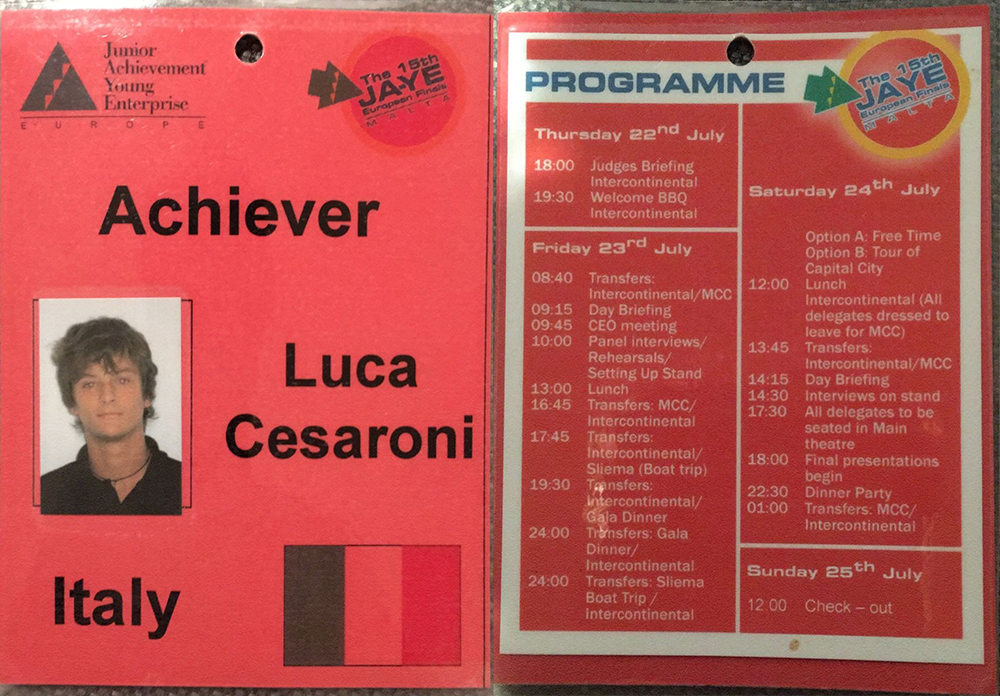 Junior
Achievement
Young
Enterprise
EUROPE
The 15th
JA-YE
European Finals
MALTA
Achiever
Luca
Cesaroni
Italy
PROGRAMME
The 15th
JAYE
European Finals
MALTA
Thursday 22nd July
18:00 Judges Briefing
Intercontinental
19:30 Welcome BBQ
Intercontinental
Friday 23rd July
08:40 Transfers:
Intercontinental/MCC
09:15 Day Briefing
09:45 CEO meeting
10:00 Panel interviews/
Rehearsals/
Setting Up Stand
13:00 Lunch
16:45 Transfers: MCC/
Intercontinental
17:45 Transfers:
Intercontinental/
Sliema (Boat trip)
19:30 Transfers:
Intercontinental/
Gala Dinner
24:00 Transfers: Gala
Dinner/
Intercontinental
24:00 Transfers: Sliema
Boat Trip /
Intercontinental
Saturday 24th July
Option A: Free Time
Option B: Tour of
Capital City
12:00 Lunch
Intercontinental (All
delegates dressed to
leave for MCC)
13:45 Transfers:
Intercontinental/MCC
14:15 Day Briefing
14:30 Interviews on stand
17:30 All delegates to be
seated in Main
theatre
18:00 Final presentations
begin
22:30 Dinner Party
01:00 Transfers: MCC/
Intercontinental
Sunday 25th July
12 00 Check – out